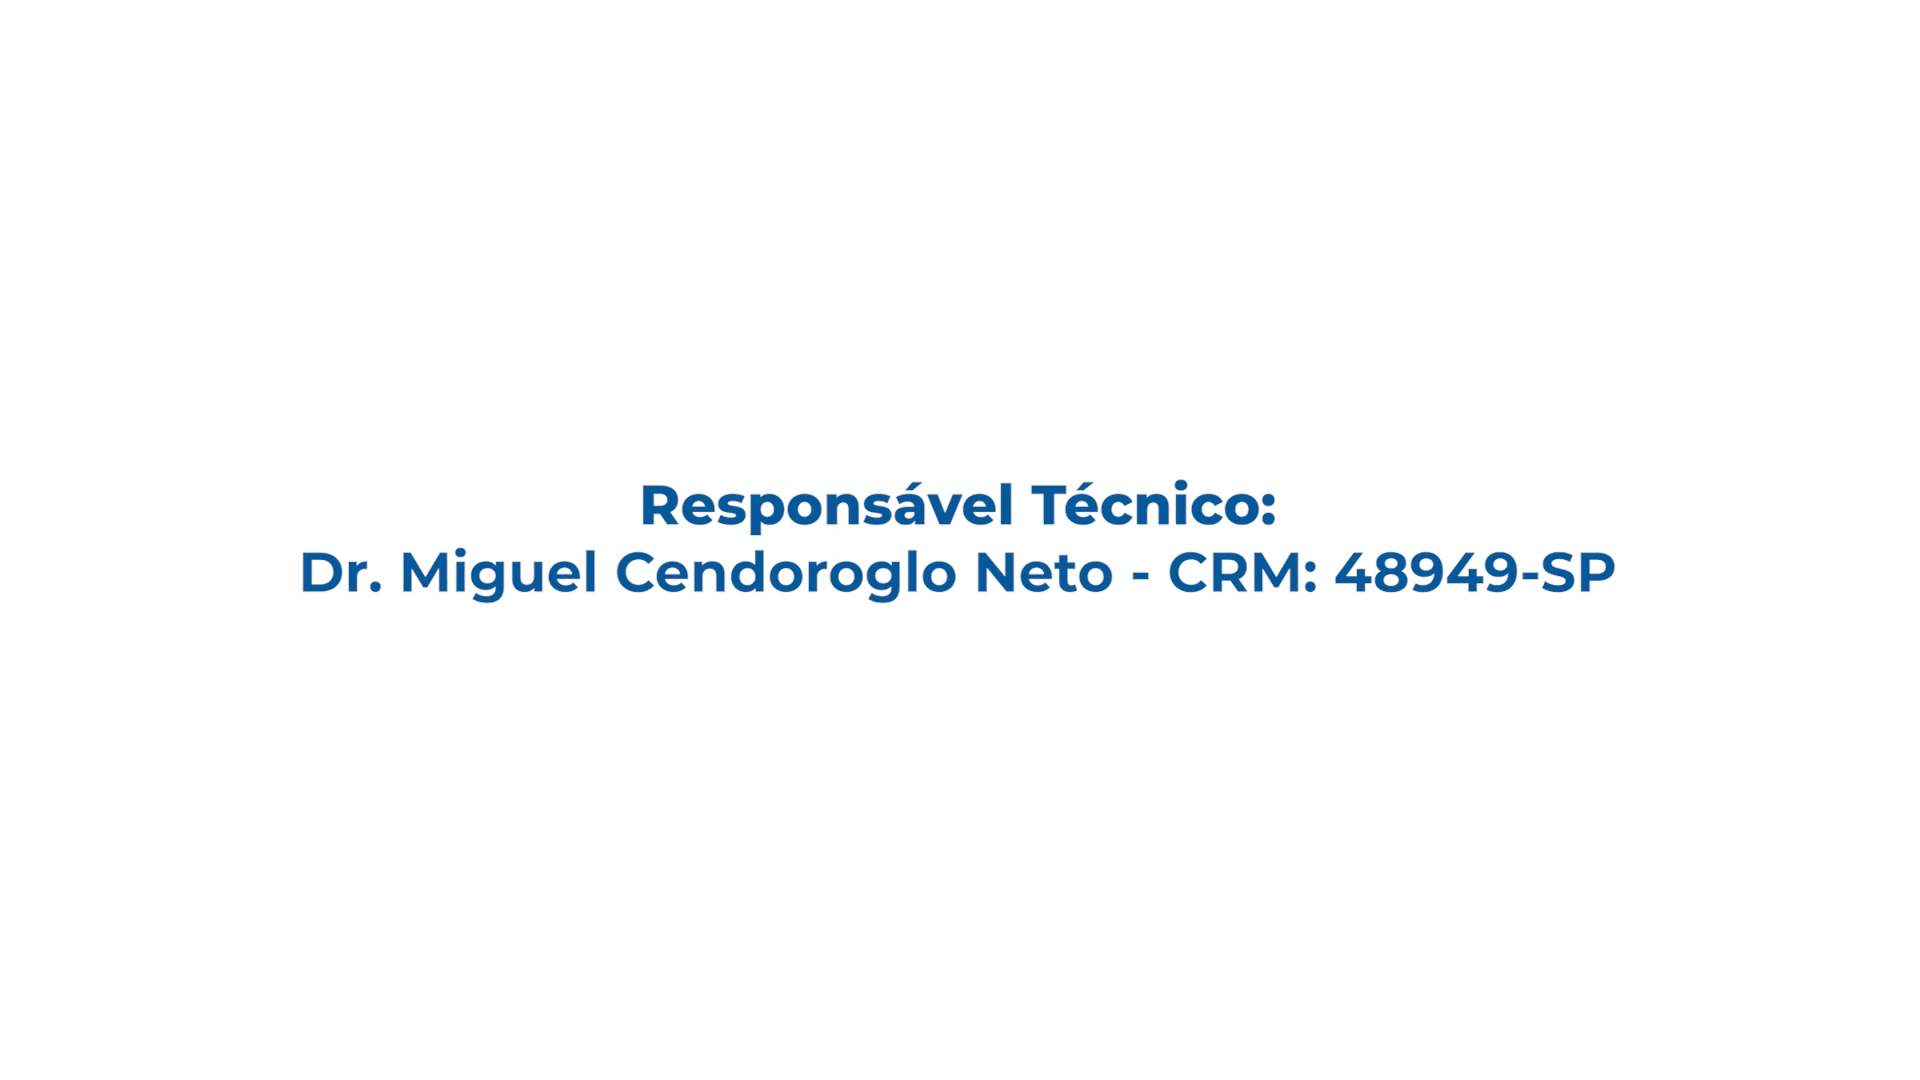 Responsável Técnico:
Dr. Miguel Cendoroglo Neto - CRM: 48949-SP